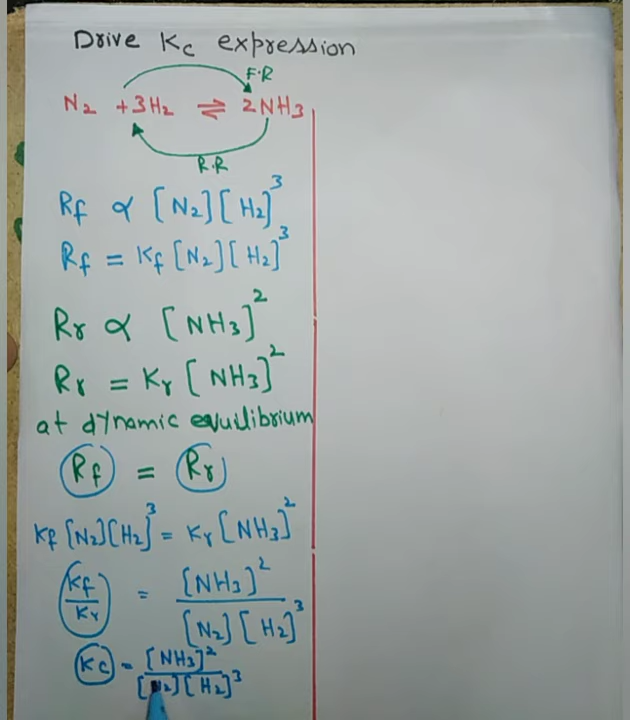 Drive Kc expression
F·R
N₂ + 3H₂ ⇌ 2NH₃
R·R
Rf ∝ [N₂][H₂]³
Rf = Kf [N₂][H₂]³
Rr ∝ [NH₃]²
Rr = Kr [NH₃]²
at dynamic equilibrium
Rf = Rr
Kf [N₂][H₂]³ = Kr [NH₃]²
Kf/Kr = [NH₃]²/[N₂][H₂]³
Kc = [NH₃]²/[N₂][H₂]³